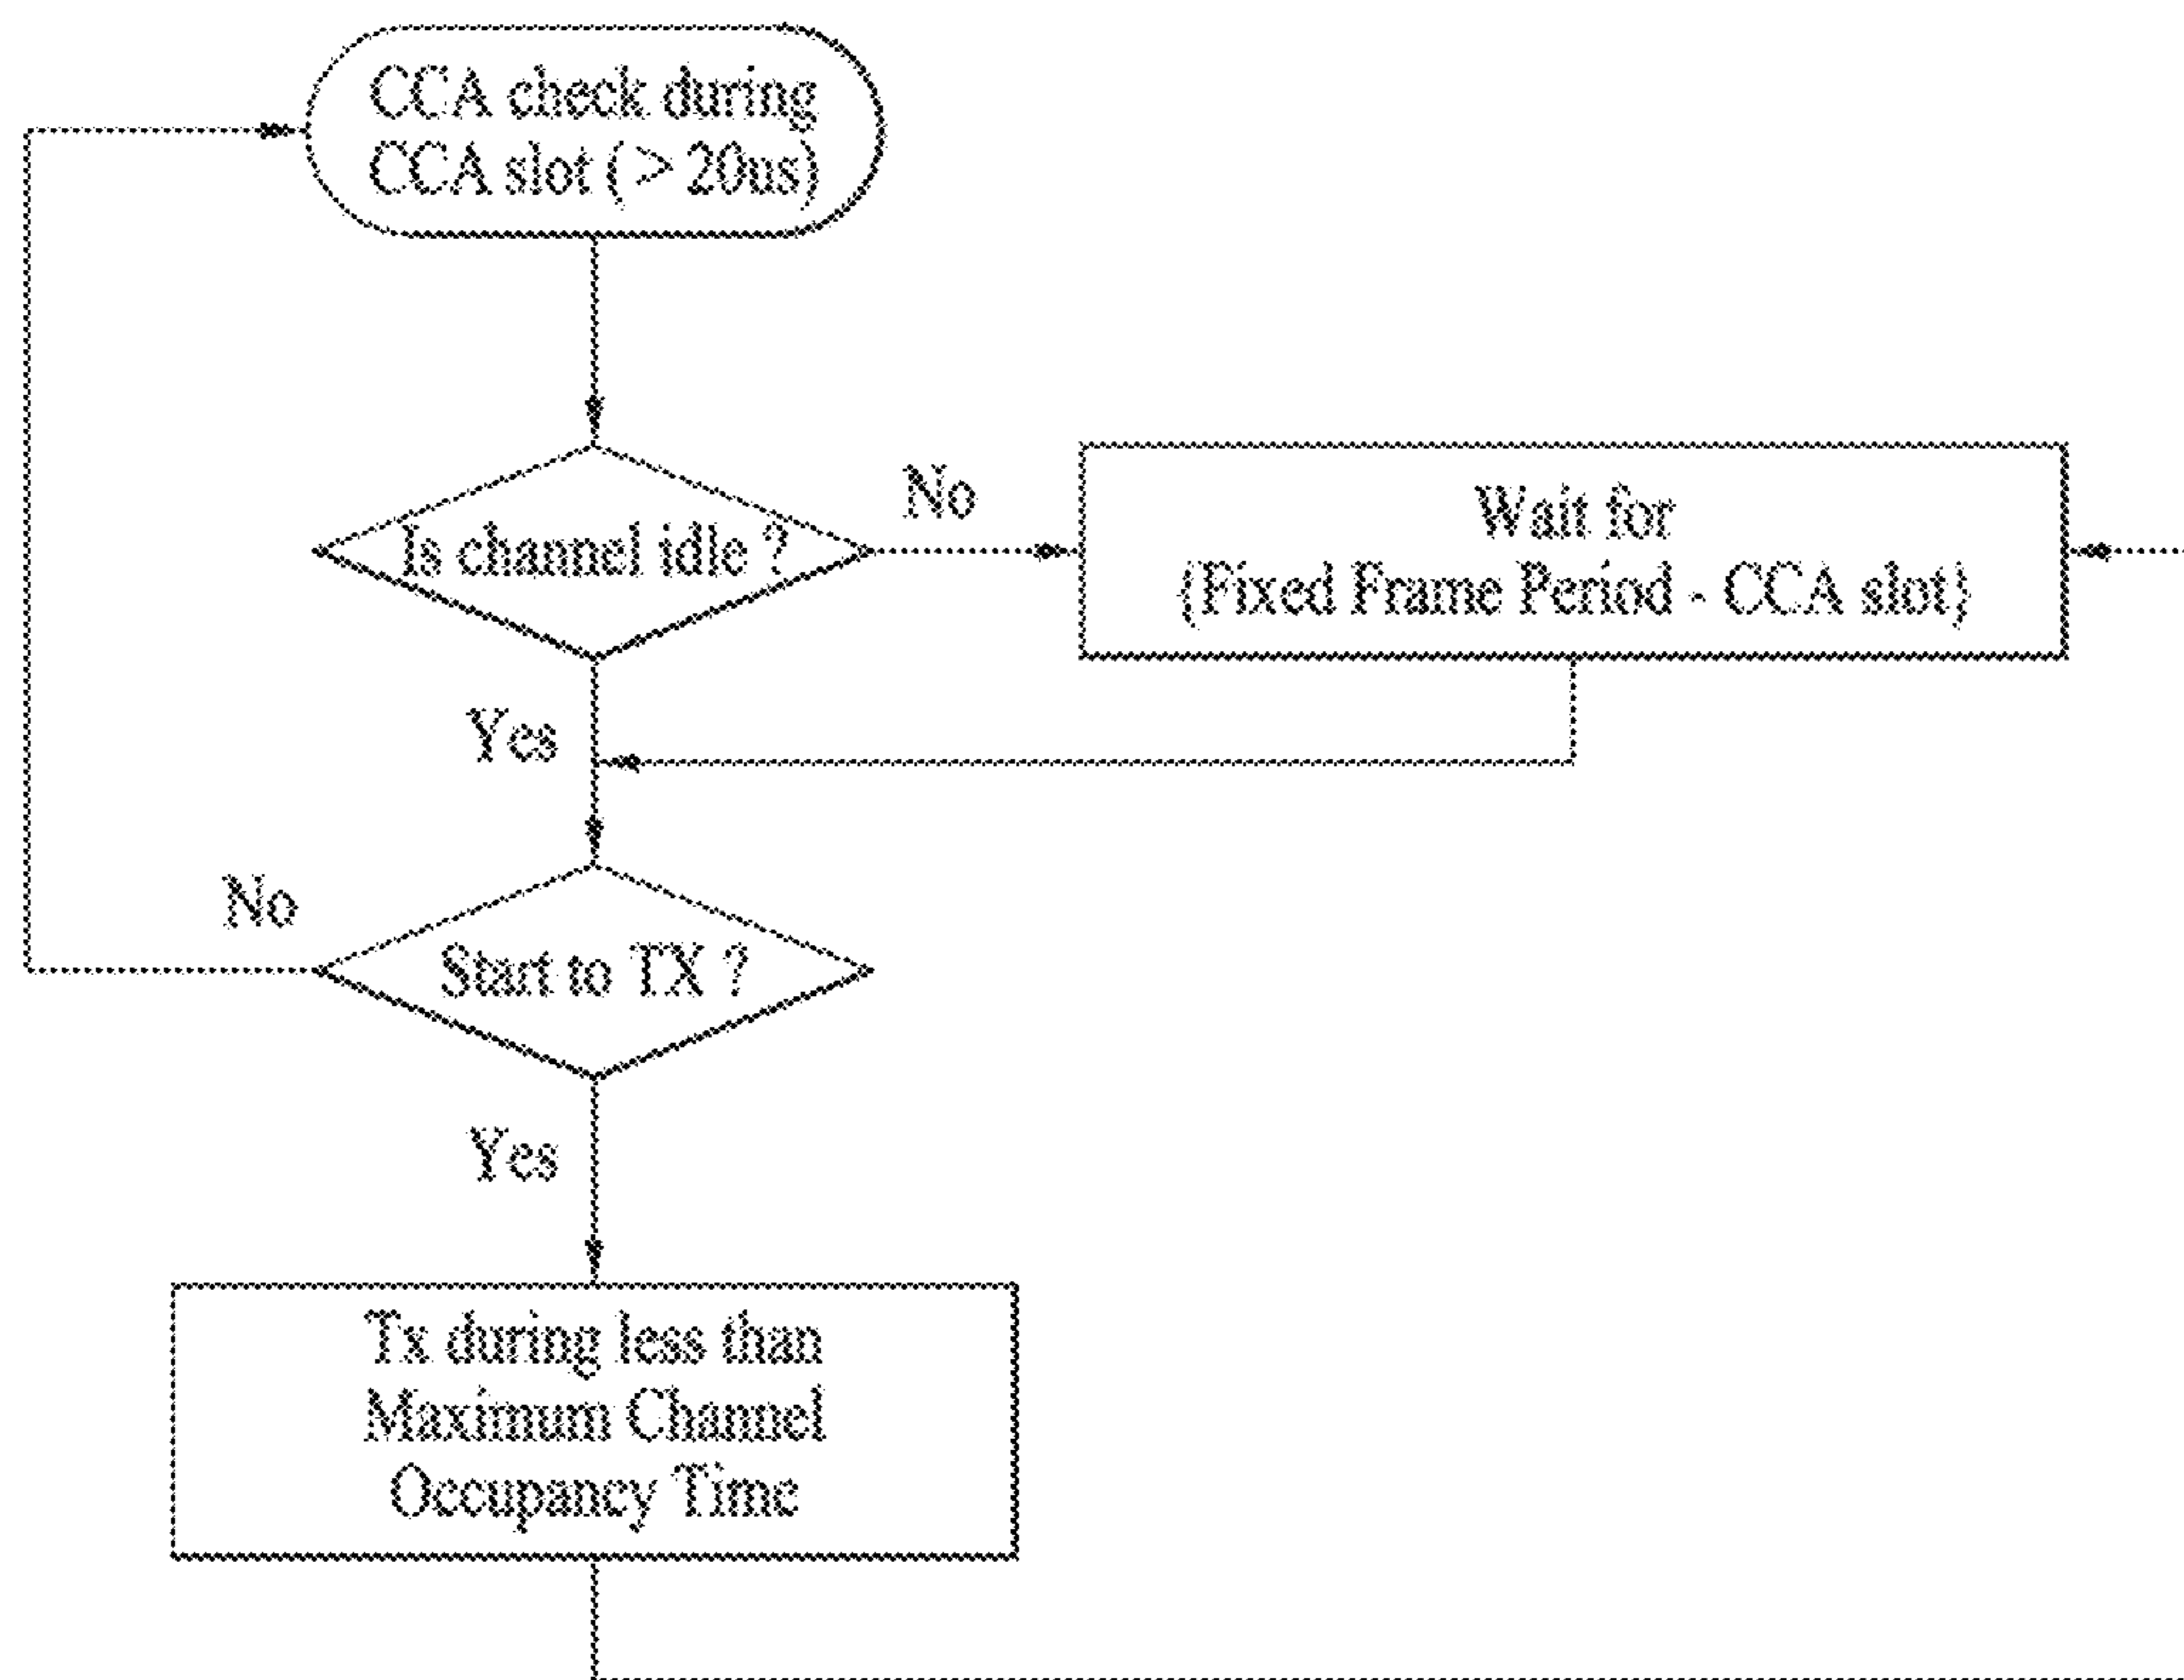 CCA check during
CCA slot ( > 20us)
Is channel idle ?
No
Wait for
(Fixed Frame Period - CCA slot)
Yes
No
Start to TX ?
Yes
Tx during less than
Maximum Channel
Occupancy Time